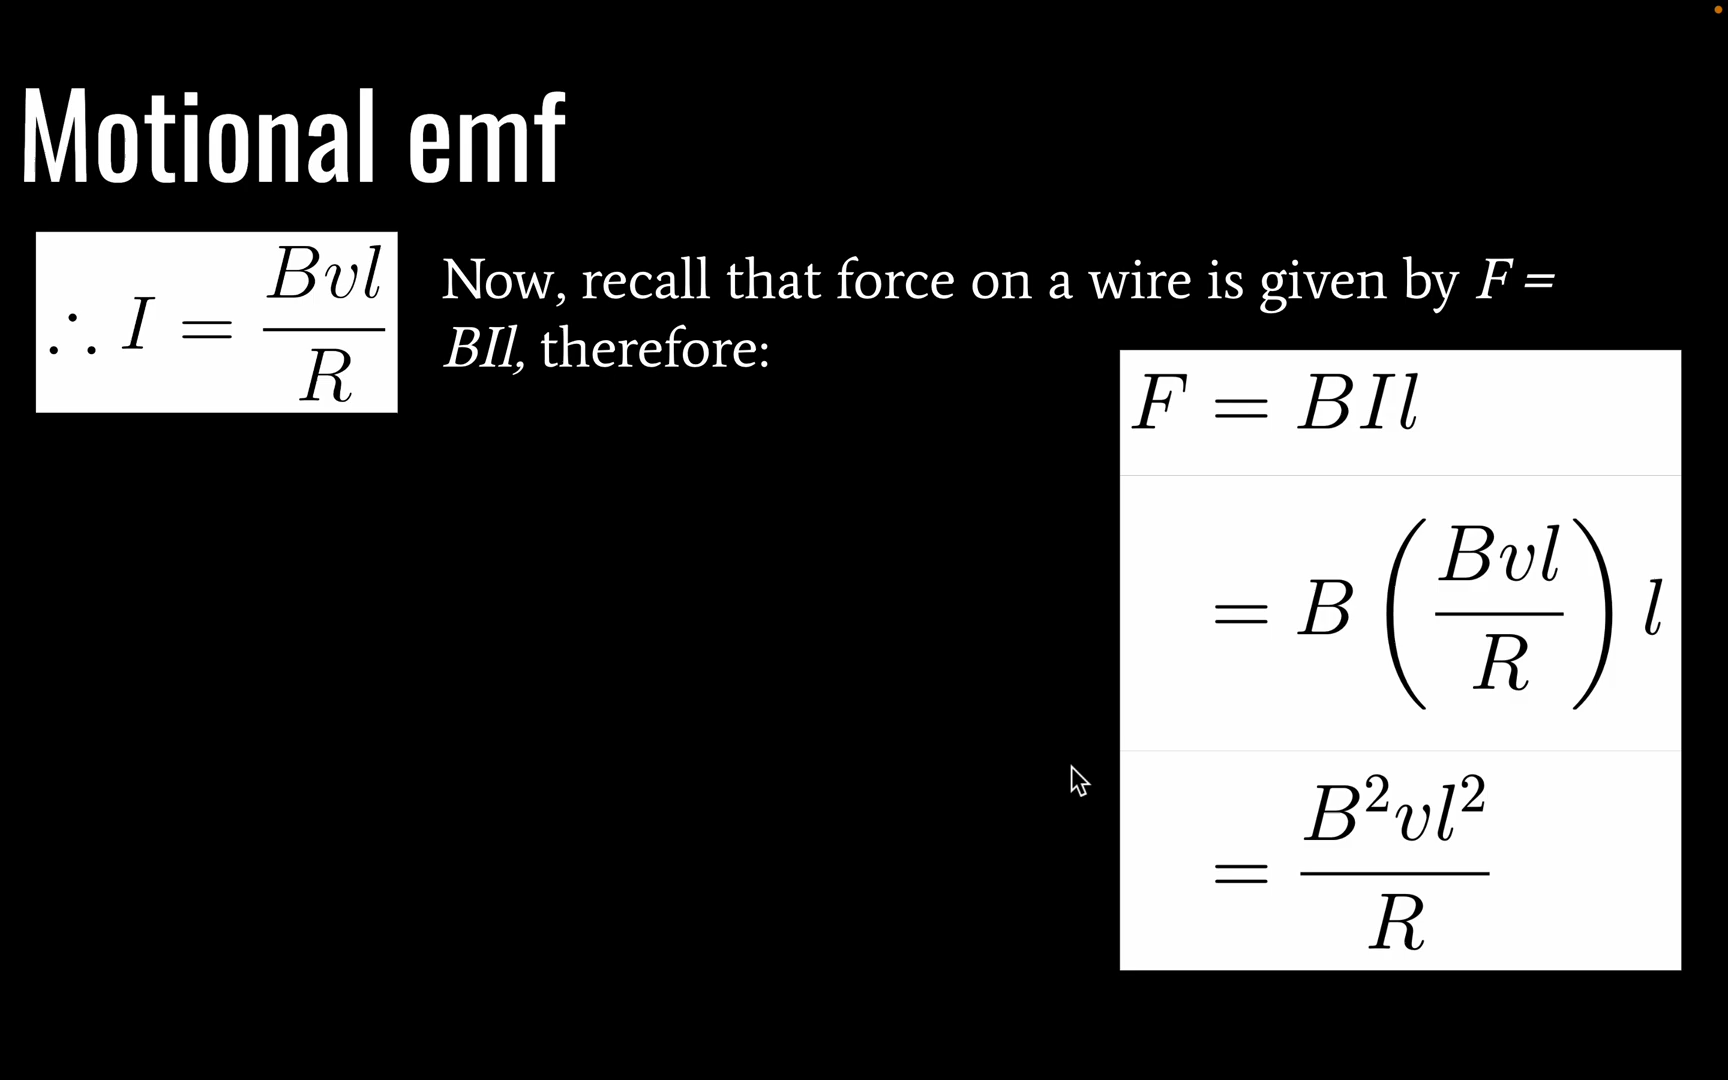 Motional emf
∴ I = Bvl/R
Now, recall that force on a wire is given by F =
BIl, therefore:
F = BIl
= B (Bvl/R) l
= B²vl²/R